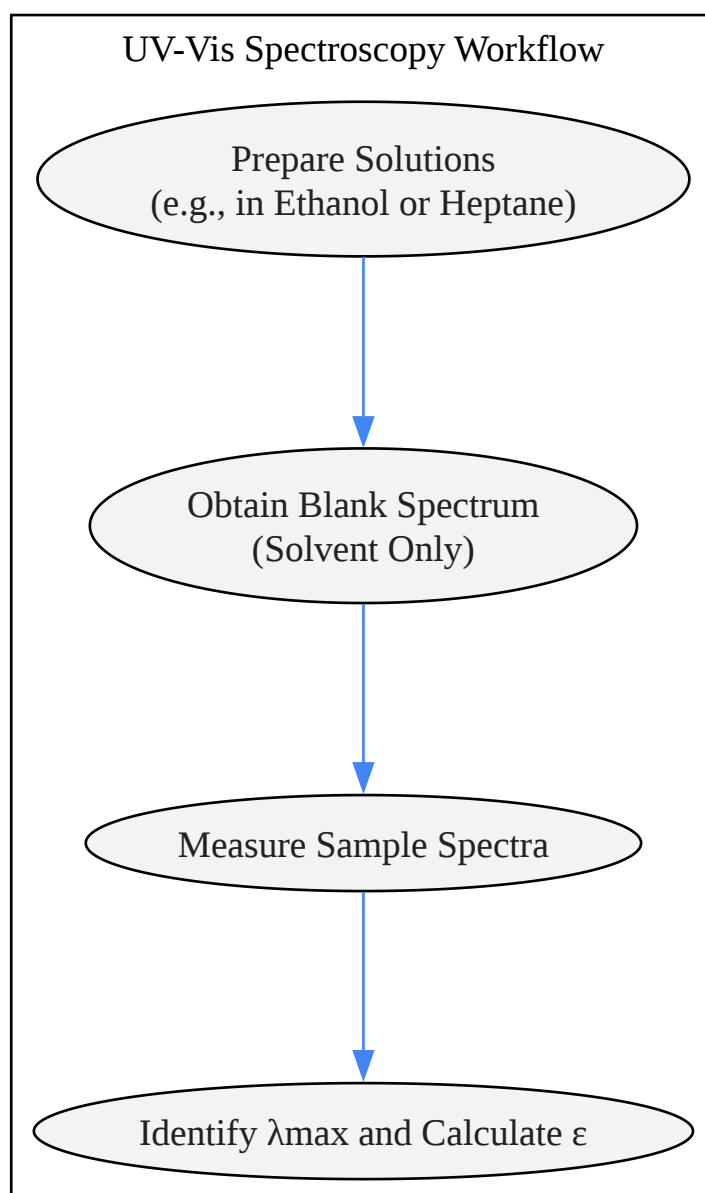 UV-Vis Spectroscopy Workflow
Prepare Solutions
(e.g., in Ethanol or Heptane)
Obtain Blank Spectrum
(Solvent Only)
Measure Sample Spectra
Identify λmax and Calculate ε